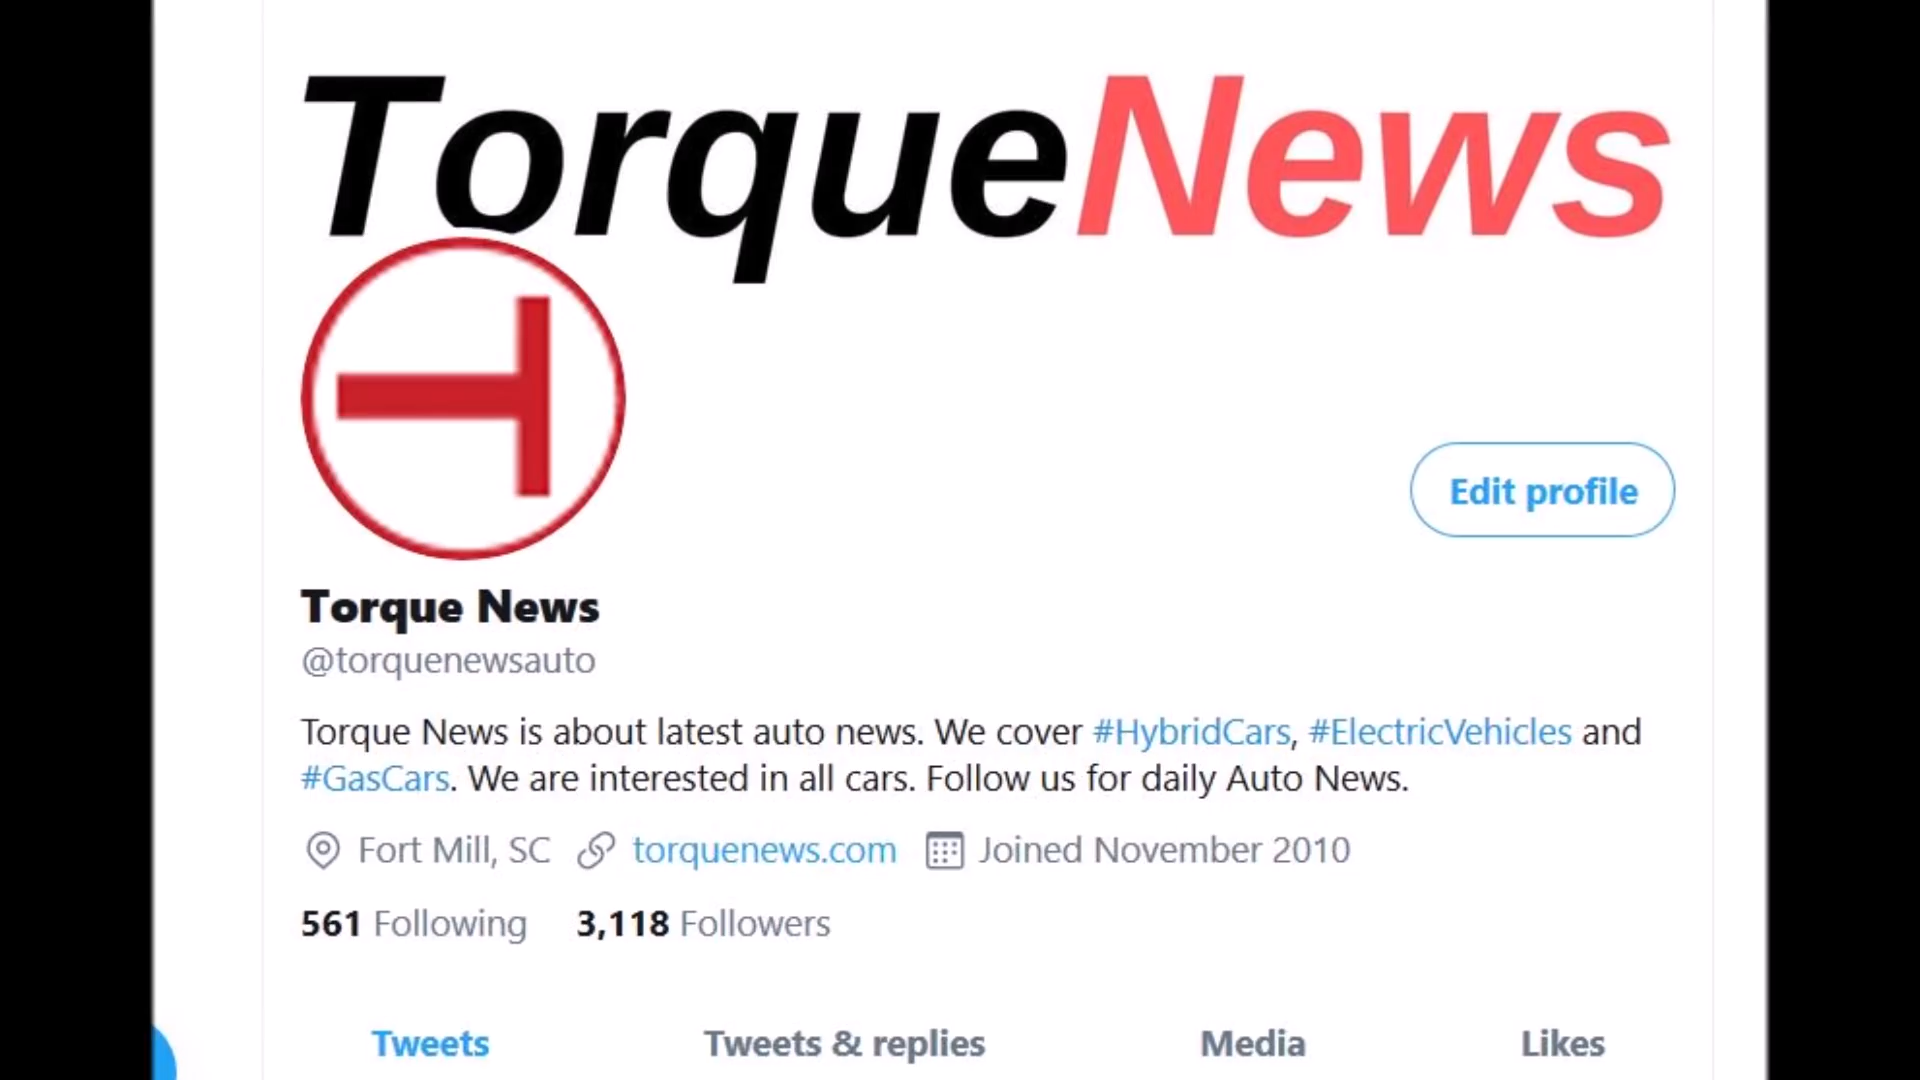 TorqueNews
T
Edit profile
Torque News
@torquenewsauto
Torque News is about latest auto news. We cover #HybridCars, #ElectricVehicles and
#GasCars. We are interested in all cars. Follow us for daily Auto News.
Fort Mill, SC torquenews.com Joined November 2010
561 Following 3,118 Followers
Tweets Tweets & replies Media Likes